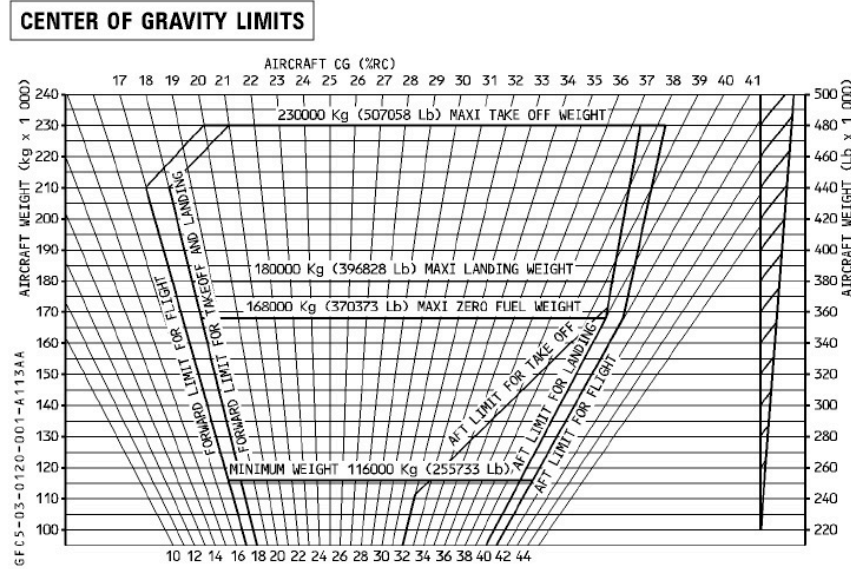 CENTER OF GRAVITY LIMITS
AIRCRAFT CG (%RC)
17 18 19 20 21 22 23 24 25 26 27 28 29 30 31 32 33 34 35 36 37 38 39 40 41
AIRCRAFT WEIGHT (kg x 1 000)
240
230
220
210
200
190
180
170
160
150
140
130
120
110
100
AIRCRAFT WEIGHT (Lb x 1 000)
500
480
460
440
420
400
380
360
340
320
300
280
260
240
220
230000 Kg (507058 Lb) MAXI TAKE OFF WEIGHT
180000 Kg (396828 Lb) MAXI LANDING WEIGHT
168000 Kg (370373 Lb) MAXI ZERO FUEL WEIGHT
MINIMUM WEIGHT 116000 Kg (255733 Lb)
FORWARD LIMIT FOR FLIGHT
FORWARD LIMIT FOR TAKEOFF AND LANDING
AFT LIMIT FOR TAKE OFF
AFT LIMIT FOR LANDING
AFT LIMIT FOR FLIGHT
10 12 14 16 18 20 22 24 26 28 30 32 34 36 38 40 42 44
GFC5-03-0120-001-A113AA